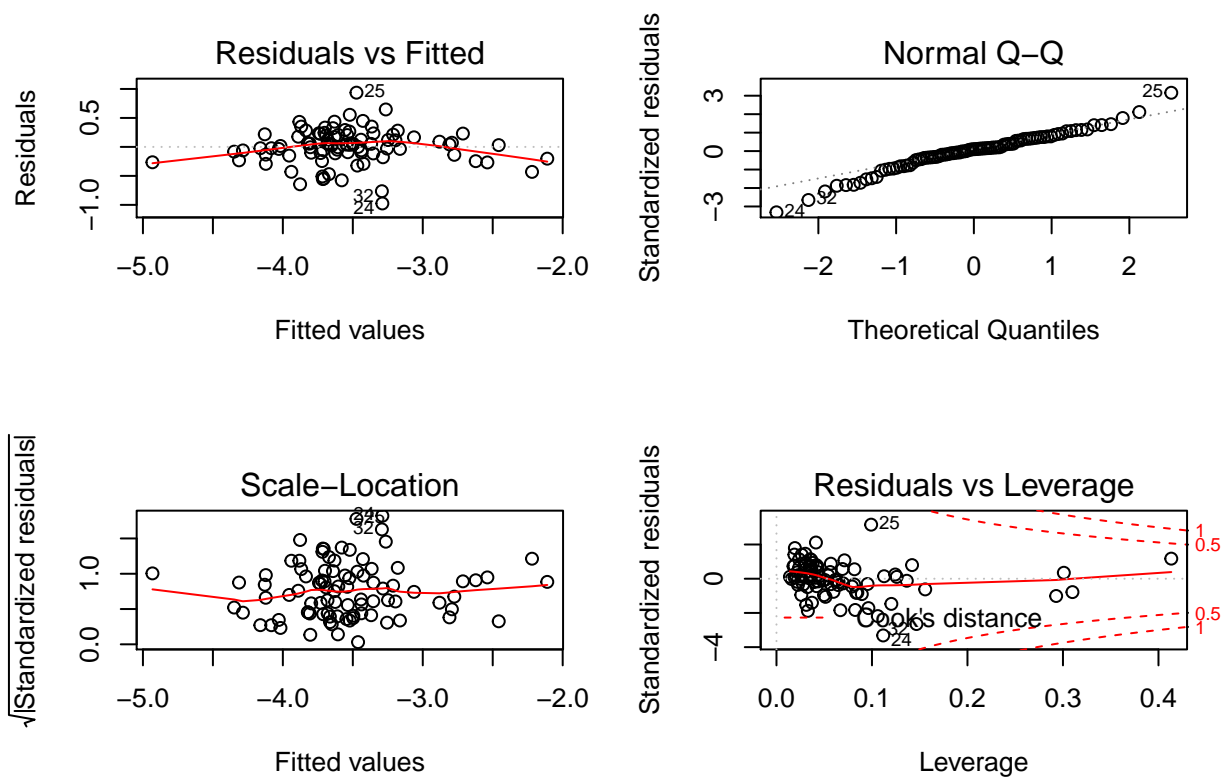 Residuals vs Fitted
Residuals
0.5
−1.0
25
32
24
−5.0 −4.0 −3.0 −2.0
Fitted values
Normal Q−Q
Standardized residuals
3
0
−3
25
32
24
−2 −1 0 1 2
Theoretical Quantiles
Scale−Location
√|Standardized residuals|
1.0
0.0
24
32
−5.0 −4.0 −3.0 −2.0
Fitted values
Residuals vs Leverage
Standardized residuals
0
−4
25
1
0.5
0.5
1
Cook's distance
32
24
0.0 0.1 0.2 0.3 0.4
Leverage